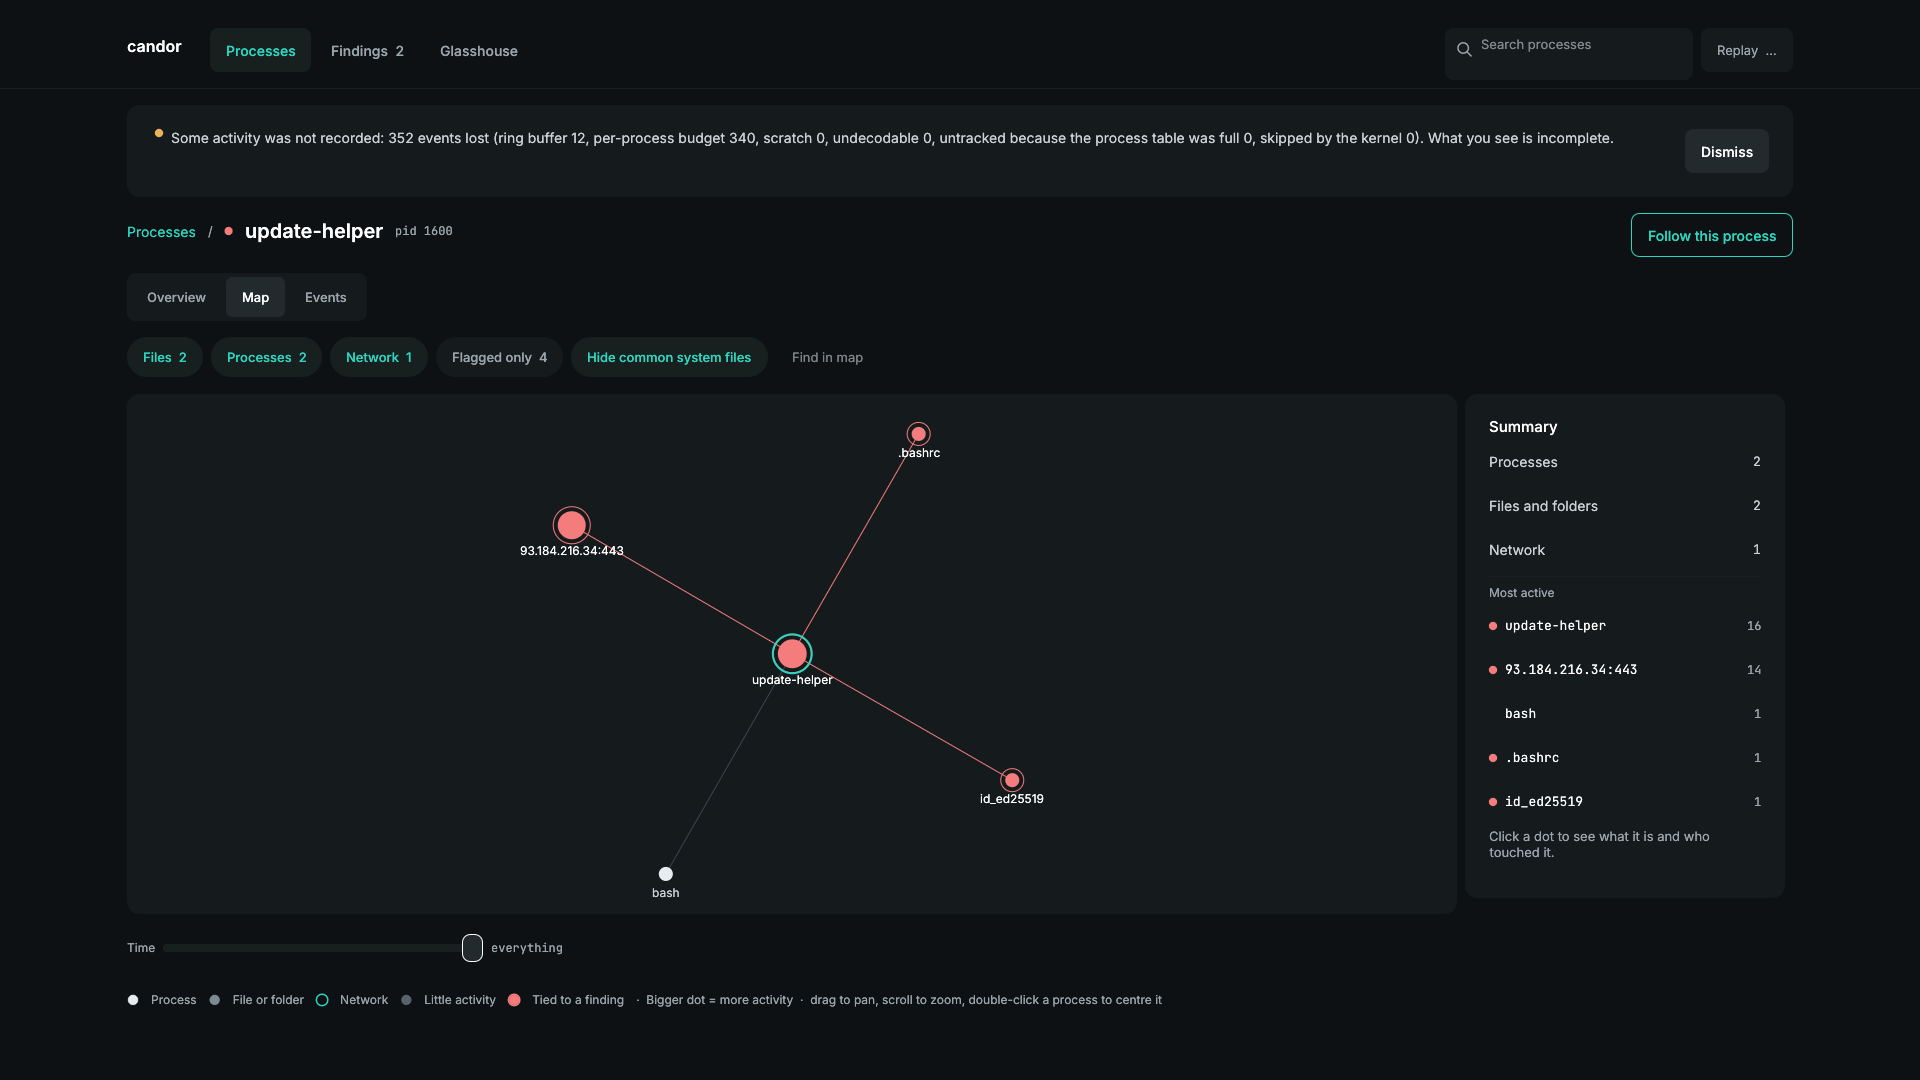 candor
Processes
Findings 2
Glasshouse
Search processes
Replay ...
Some activity was not recorded: 352 events lost (ring buffer 12, per-process budget 340, scratch 0, undecodable 0, untracked because the process table was full 0, skipped by the kernel 0). What you see is incomplete.
Dismiss
Processes / update-helper pid 1600
Follow this process
Overview
Map
Events
Files 2
Processes 2
Network 1
Flagged only 4
Hide common system files
Find in map
.bashrc
93.184.216.34:443
update-helper
id_ed25519
bash
Summary
Processes 2
Files and folders 2
Network 1
Most active
update-helper 16
93.184.216.34:443 14
bash 1
.bashrc 1
id_ed25519 1
Click a dot to see what it is and who
touched it.
Time everything
Process File or folder Network Little activity Tied to a finding · Bigger dot = more activity · drag to pan, scroll to zoom, double-click a process to centre it